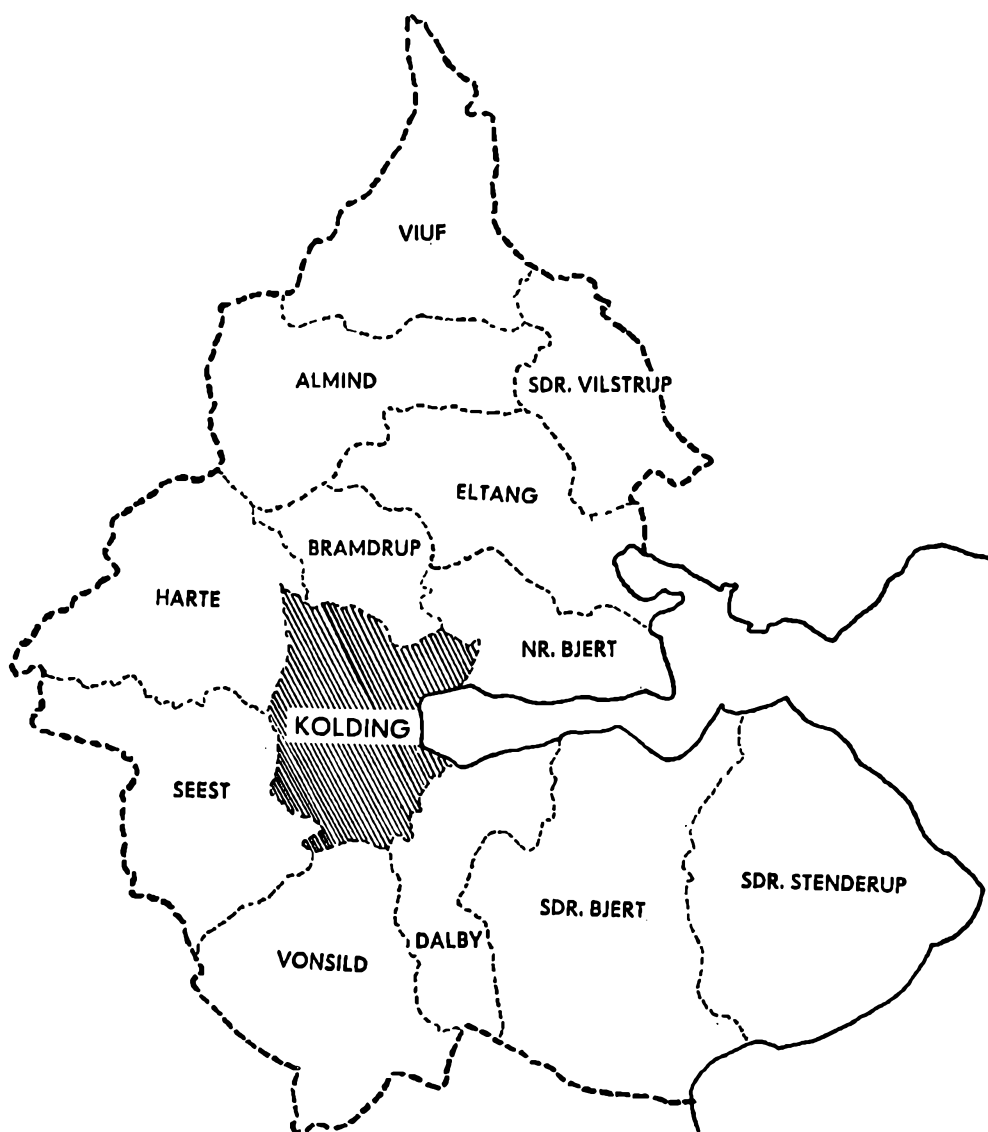 VIUF
ALMIND
SDR. VILSTRUP
ELTANG
BRAMDRUP
HARTE
NR. BJERT
KOLDING
SEEST
SDR. STENDERUP
SDR. BJERT
DALBY
VONSILD